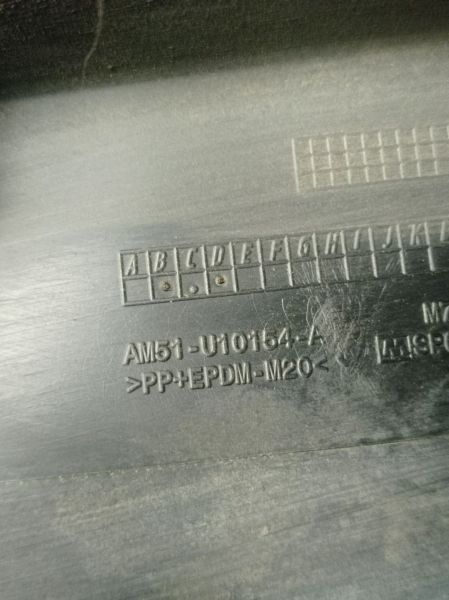 A B C D E F G H I J K L
AM51-U10154-A
>PP+EPDM-M20<